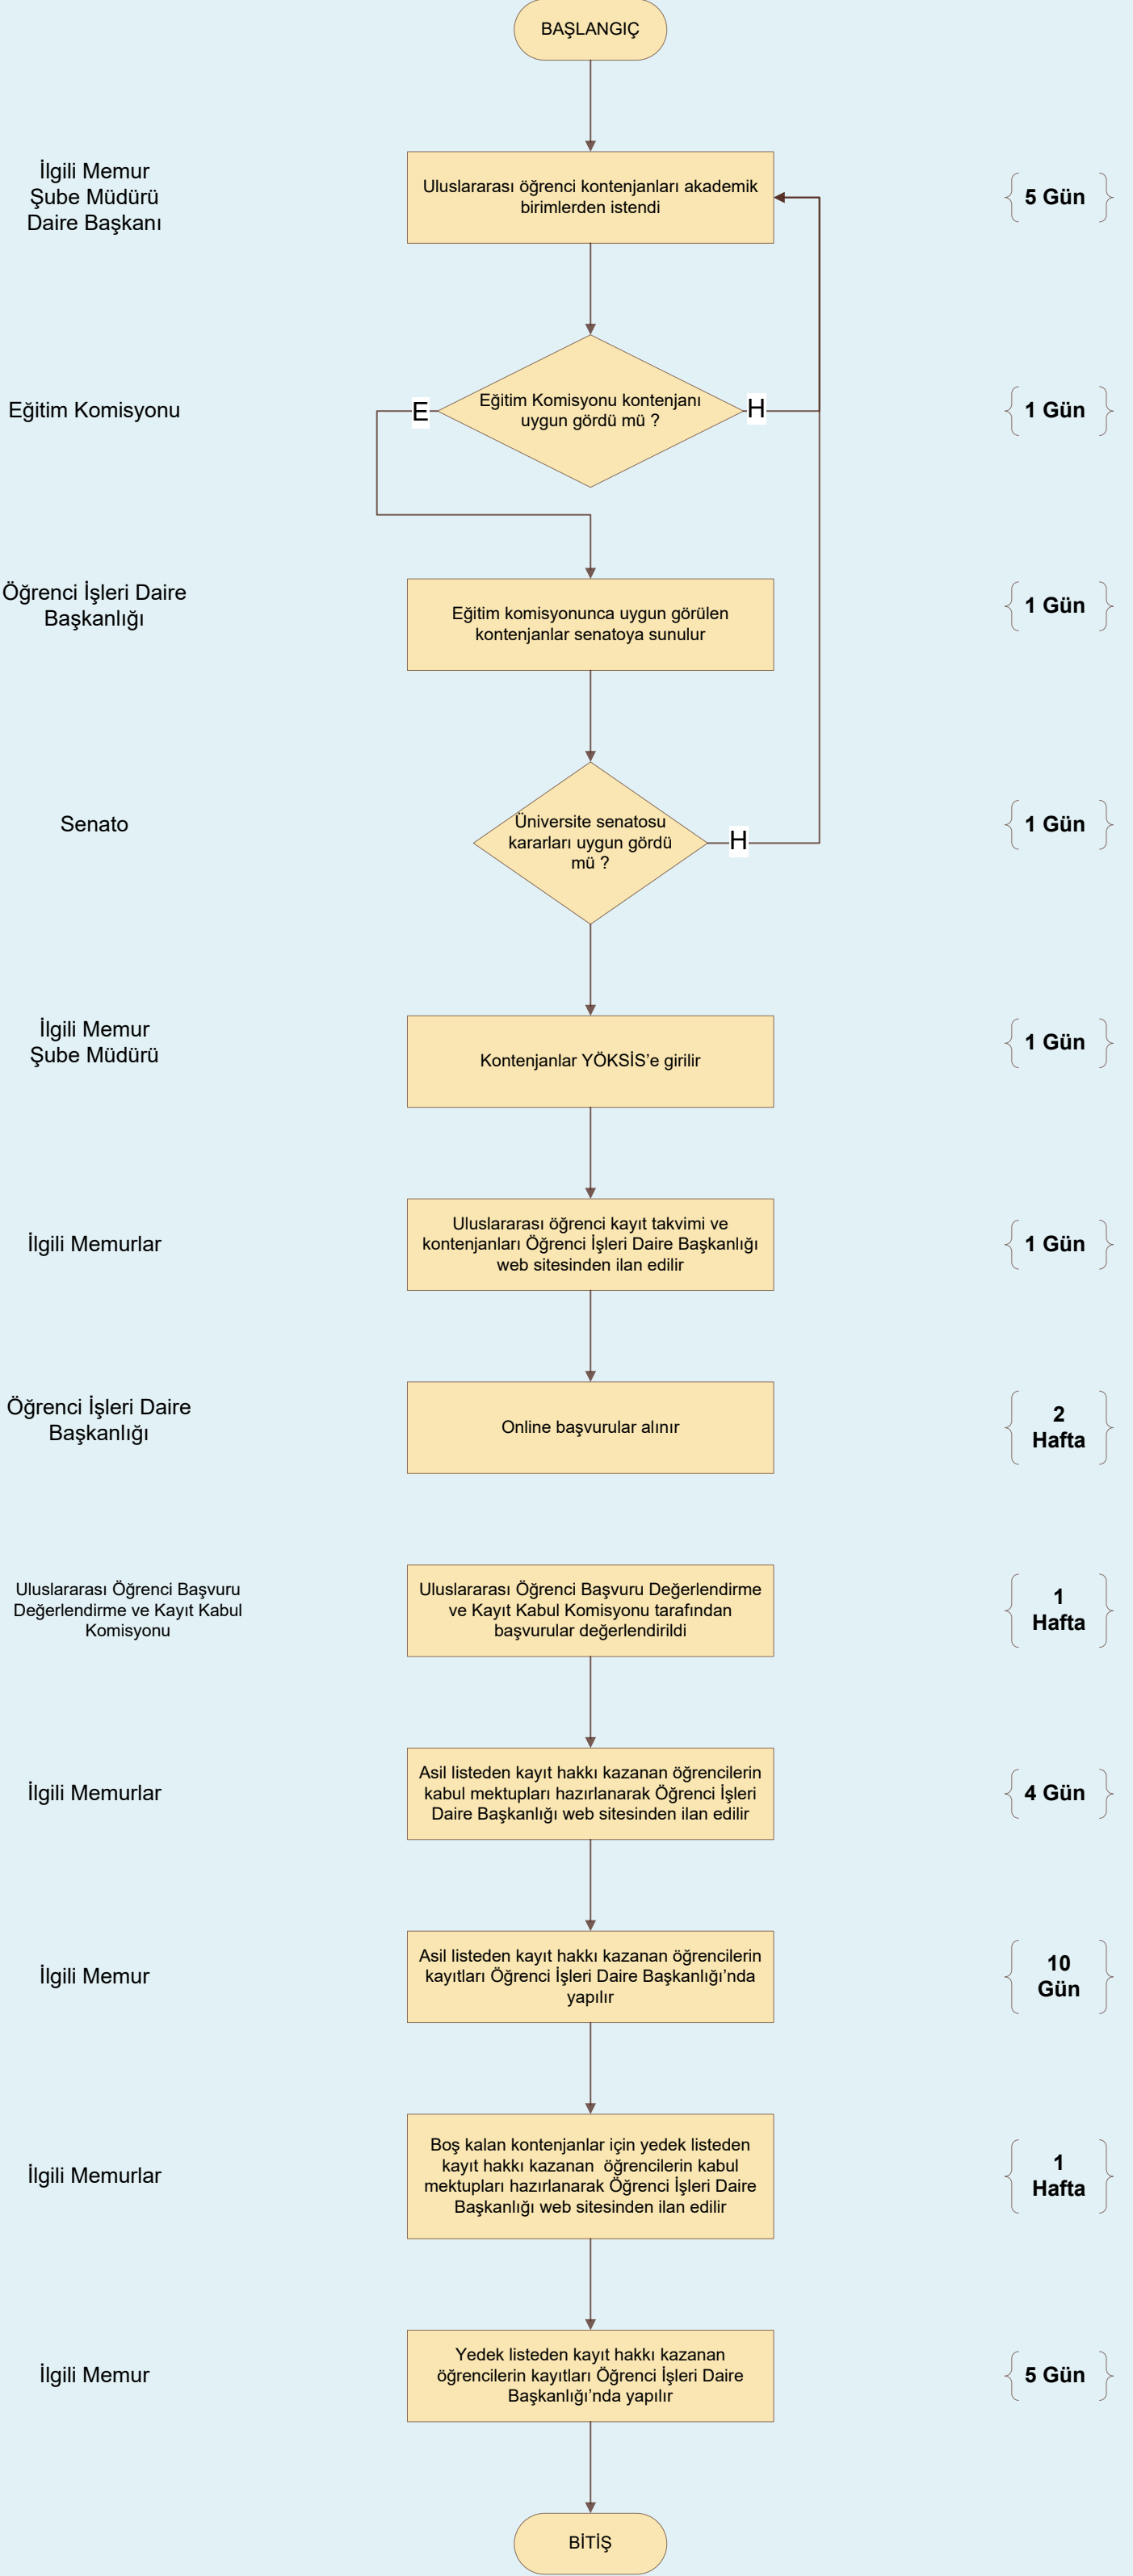 BAŞLANGIÇ
İlgili Memur
Şube Müdürü
Daire Başkanı
Uluslararası öğrenci kontenjanları akademik
birimlerden istendi
5 Gün
Eğitim Komisyonu
E
Eğitim Komisyonu kontenjanı
uygun gördü mü ?
H
1 Gün
Öğrenci İşleri Daire
Başkanlığı
Eğitim komisyonunca uygun görülen
kontenjanlar senatoya sunulur
1 Gün
Senato
Üniversite senatosu
kararları uygun gördü
mü ?
H
1 Gün
İlgili Memur
Şube Müdürü
Kontenjanlar YÖKSİS’e girilir
1 Gün
İlgili Memurlar
Uluslararası öğrenci kayıt takvimi ve
kontenjanları Öğrenci İşleri Daire Başkanlığı
web sitesinden ilan edilir
1 Gün
Öğrenci İşleri Daire
Başkanlığı
Online başvurular alınır
2
Hafta
Uluslararası Öğrenci Başvuru
Değerlendirme ve Kayıt Kabul
Komisyonu
Uluslararası Öğrenci Başvuru Değerlendirme
ve Kayıt Kabul Komisyonu tarafından
başvurular değerlendirildi
1
Hafta
İlgili Memurlar
Asil listeden kayıt hakkı kazanan öğrencilerin
kabul mektupları hazırlanarak Öğrenci İşleri
Daire Başkanlığı web sitesinden ilan edilir
4 Gün
İlgili Memur
Asil listeden kayıt hakkı kazanan öğrencilerin
kayıtları Öğrenci İşleri Daire Başkanlığı’nda
yapılır
10
Gün
İlgili Memurlar
Boş kalan kontenjanlar için yedek listeden
kayıt hakkı kazanan  öğrencilerin kabul
mektupları hazırlanarak Öğrenci İşleri Daire
Başkanlığı web sitesinden ilan edilir
1
Hafta
İlgili Memur
Yedek listeden kayıt hakkı kazanan
öğrencilerin kayıtları Öğrenci İşleri Daire
Başkanlığı’nda yapılır
5 Gün
BİTİŞ